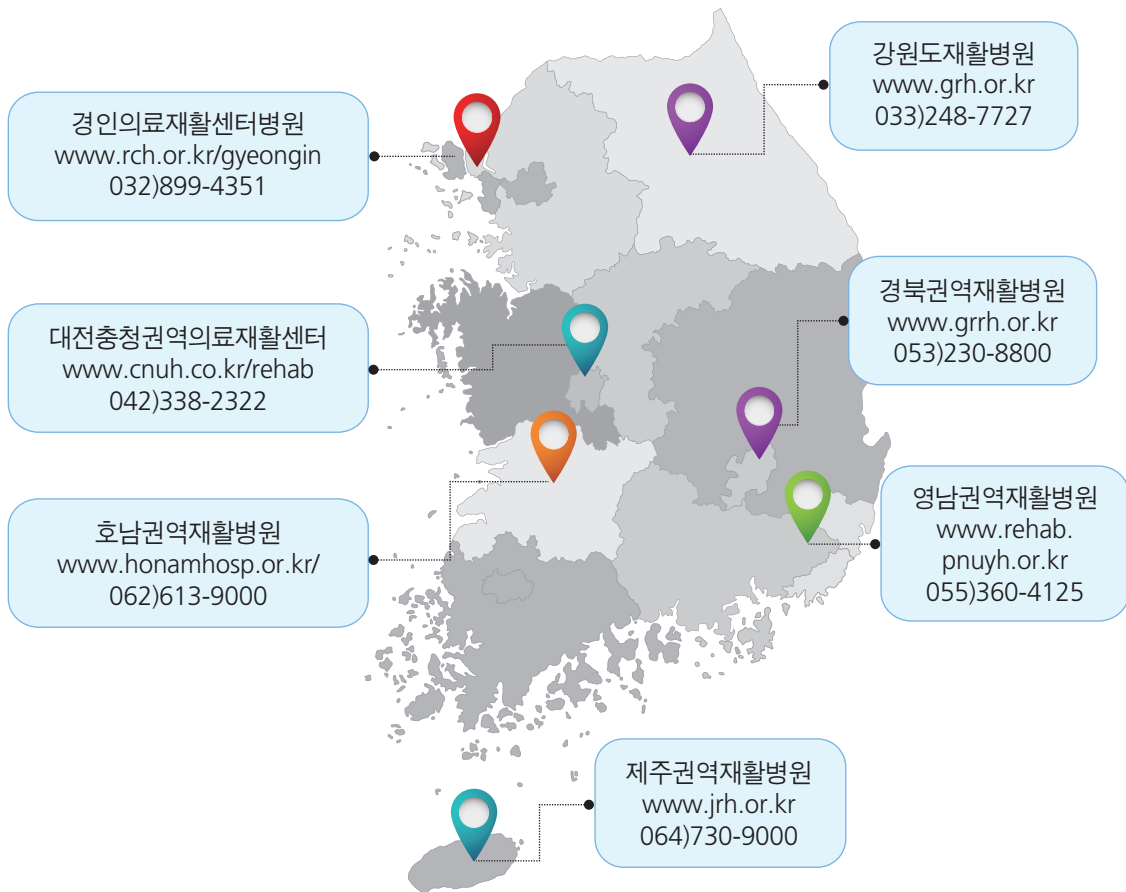 강원도재활병원
www.grh.or.kr
033)248-7727
경인의료재활센터병원
www.rch.or.kr/gyeongin
032)899-4351
경북권역재활병원
www.grrh.or.kr
053)230-8800
대전충청권역의료재활센터
www.cnuh.co.kr/rehab
042)338-2322
영남권역재활병원
www.rehab.
pnuyh.or.kr
055)360-4125
호남권역재활병원
www.honamhosp.or.kr/
062)613-9000
제주권역재활병원
www.jrh.or.kr
064)730-9000